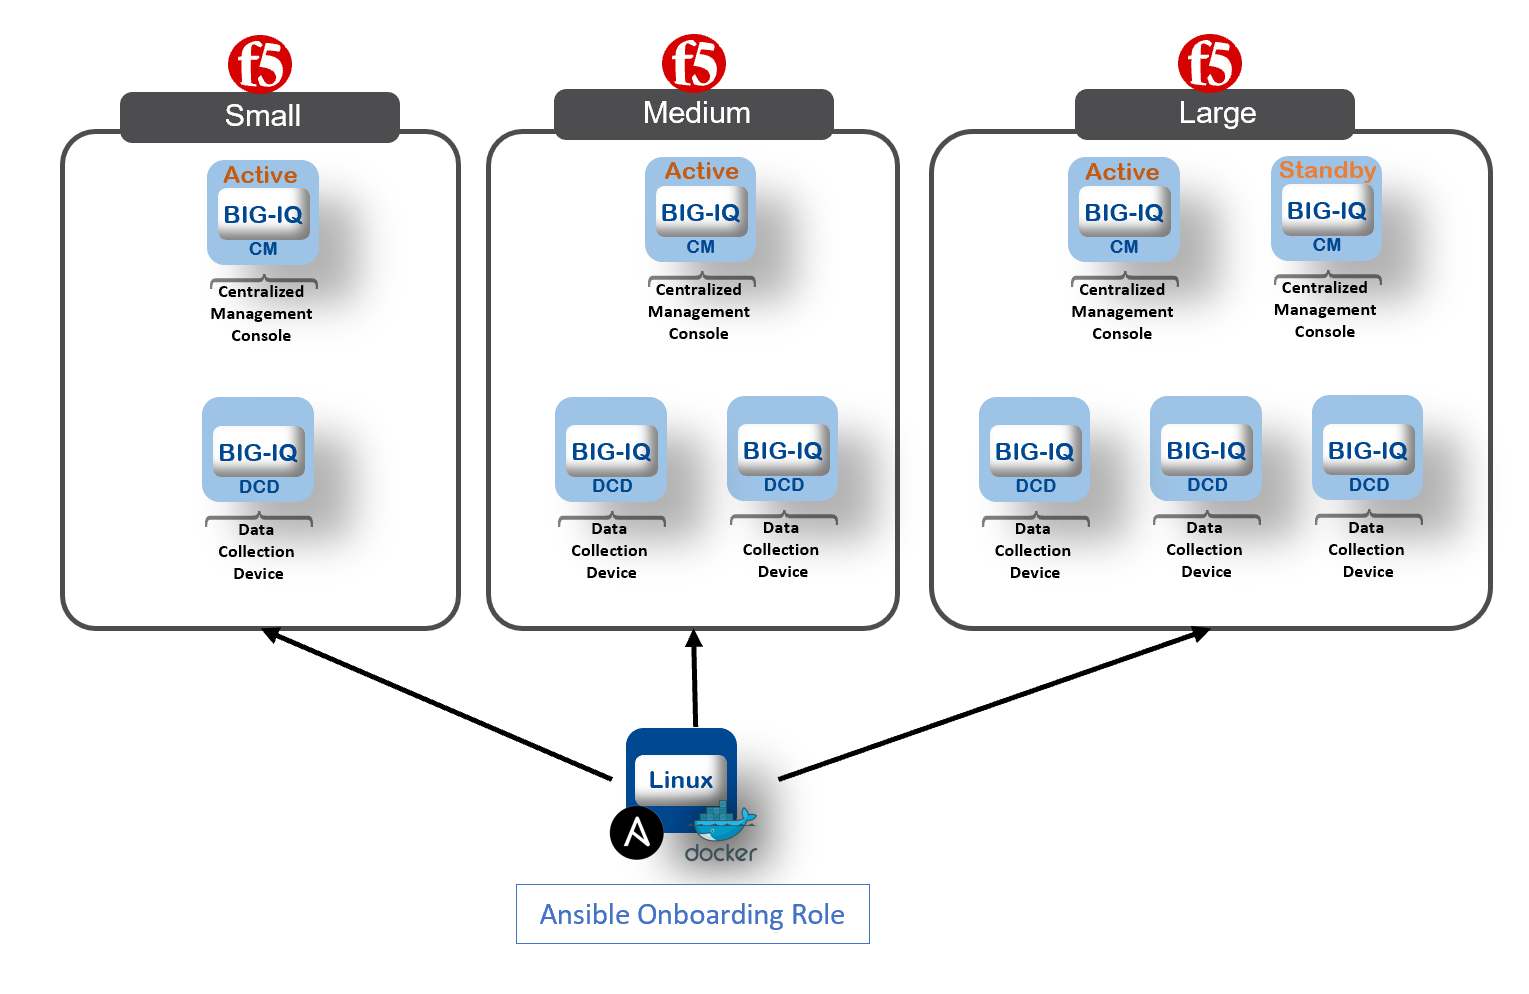 f5
Small
Active
BIG-IQ
CM
Centralized
Management
Console
BIG-IQ
DCD
Data
Collection
Device
f5
Medium
Active
BIG-IQ
CM
Centralized
Management
Console
BIG-IQ
DCD
Data
Collection
Device
BIG-IQ
DCD
Data
Collection
Device
f5
Large
Active
BIG-IQ
CM
Centralized
Management
Console
Standby
BIG-IQ
CM
Centralized
Management
Console
BIG-IQ
DCD
Data
Collection
Device
BIG-IQ
DCD
Data
Collection
Device
BIG-IQ
DCD
Data
Collection
Device
Linux
A
docker
Ansible Onboarding Role